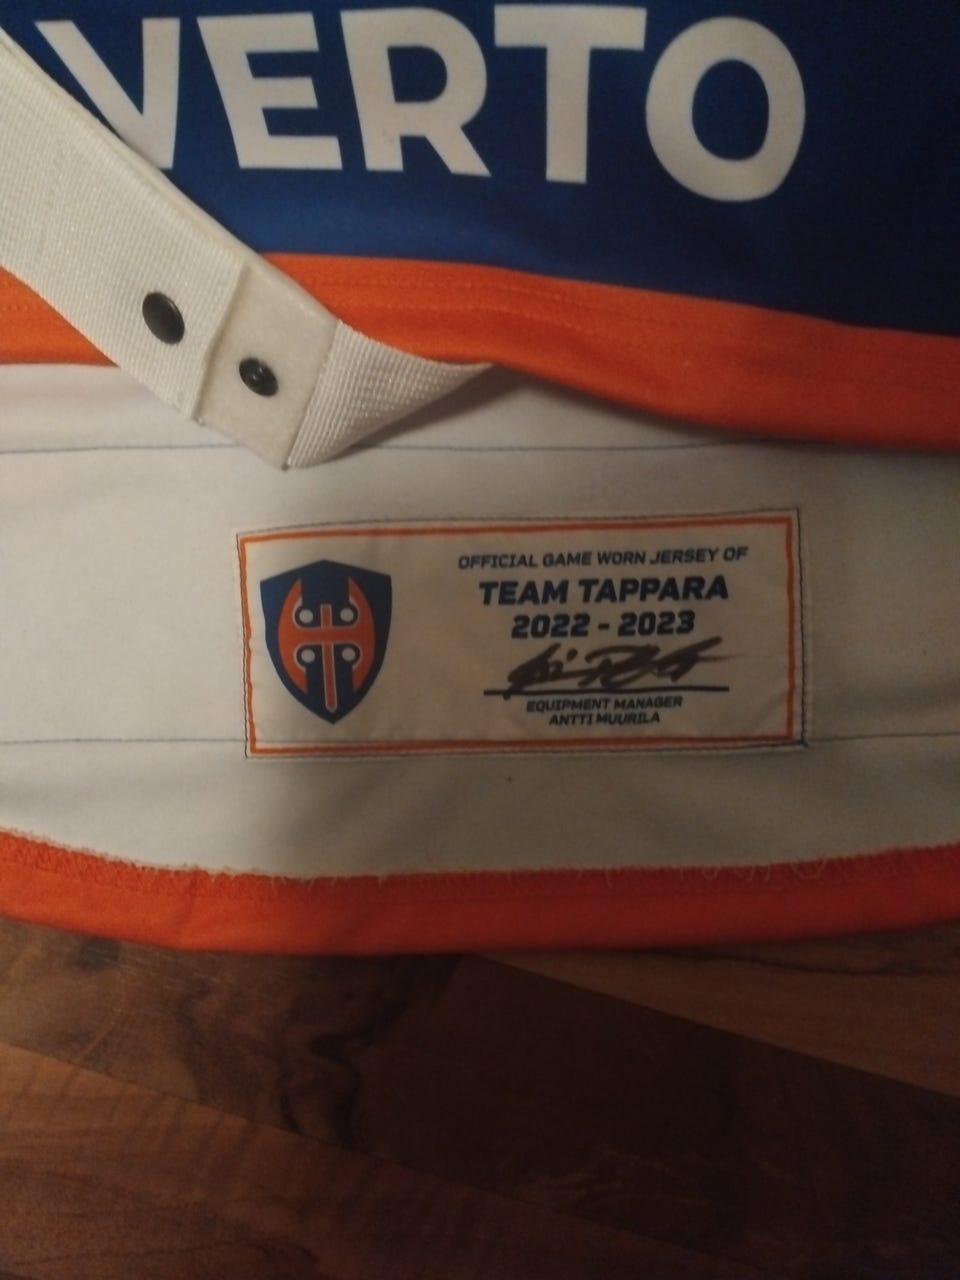 VERTO
OFFICIAL GAME WORN JERSEY OF
TEAM TAPPARA
2022 - 2023
EQUIPMENT MANAGER
ANTTI MUURILA